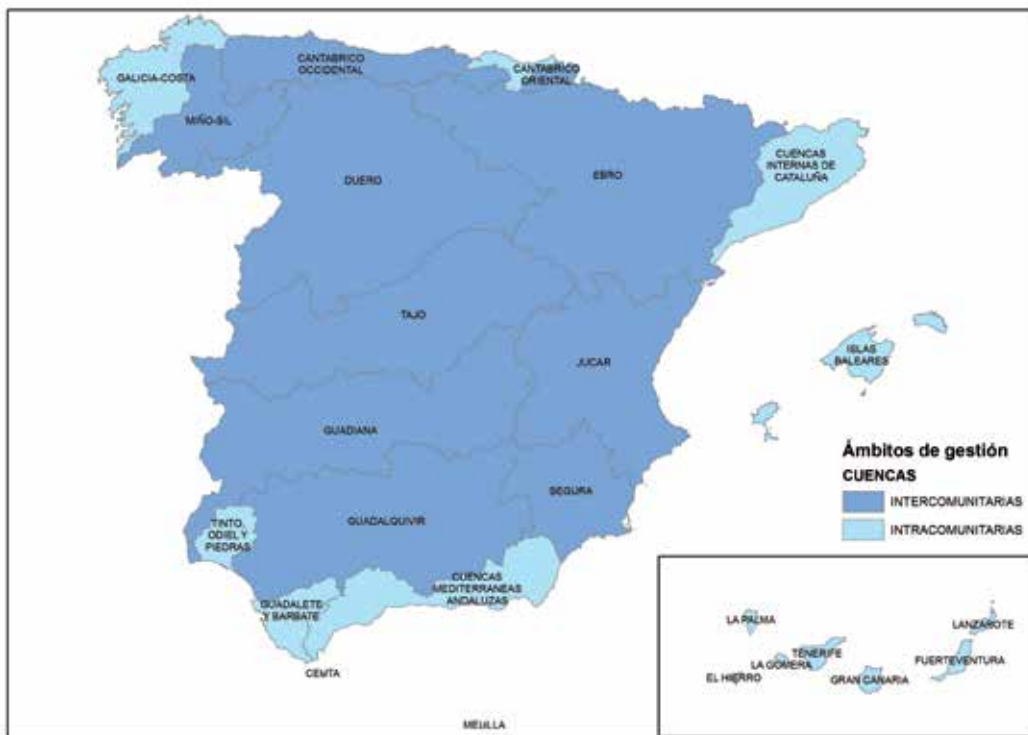 CANTABRICO
OCCIDENTAL
CANTABRICO
ORIENTAL
GALICIA-COSTA
MIÑO-SIL
DUERO
EBRO
CUENCAS
INTERNAS DE
CATALUÑA
TAJO
JUCAR
ISLAS
BALEARES
GUADIANA
SEGURA
GUADALQUIVIR
TINTO,
ODIEL Y
PIEDRAS
CUENCAS
MEDITERRANEAS
ANDALUZAS
GUADALETE
Y BARBATE
CEUTA
MELILLA
Ámbitos de gestión
CUENCAS
INTERCOMUNITARIAS
INTRACOMUNITARIAS
LA PALMA
LANZAROTE
TENERIFE
LA GOMERA
FUERTEVENTURA
EL HIERRO
GRAN CANARIA